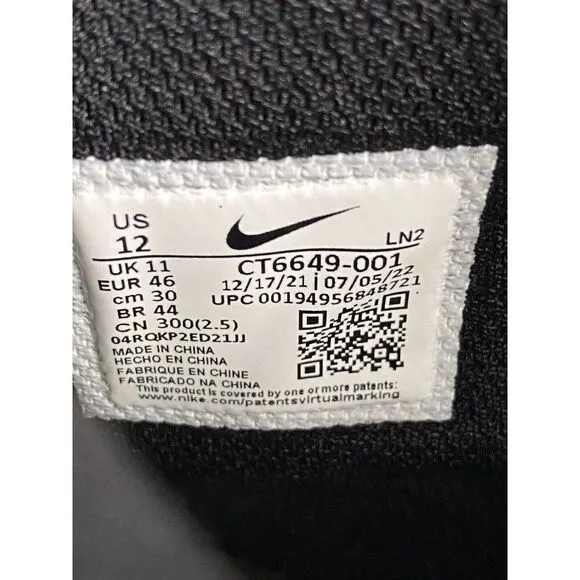 US
12
LN2
UK 11
CT6649-001
EUR 46
12/17/21 | 07/05/22
cm 30
UPC 00194956848721
BR 44
CN 300(2.5)
04RQKP2ED21JJ
MADE IN CHINA
HECHO EN CHINA
FABRIQUE EN CHINE
FABRICADO NA CHINA
This product is covered by one or more patents:
www.nike.com/patentsvirtualmarking